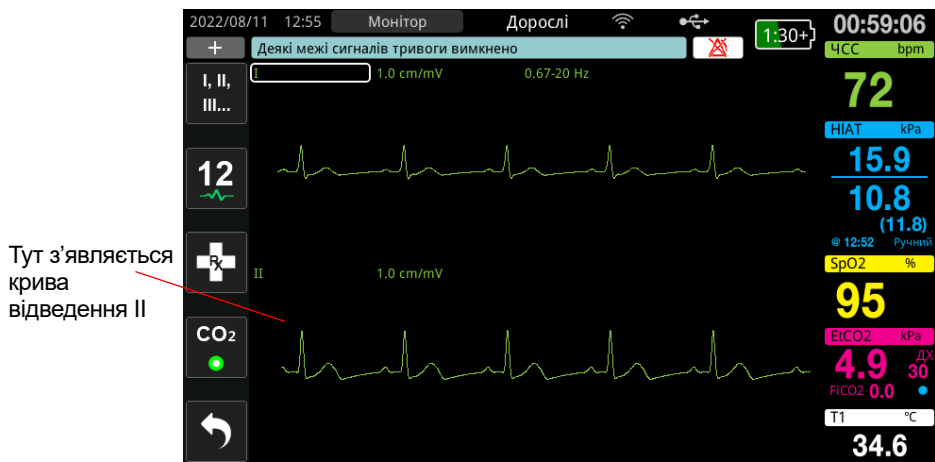 2022/08/11 12:55 Монітор Дорослі 1:30+ 00:59:06
+ Деякі межі сигналів тривоги вимкнено
ЧСС bpm
72
I 1.0 cm/mV 0.67-20 Hz
I, II,
III...
НІАТ kPa
15.9
10.8
(11.8)
@ 12:52 Ручний
12
Rx
Тут з’являється
крива
відведення II
II 1.0 cm/mV
SpO2 %
95
CO2
EtCO2 kPa
4.9 ДХ
30
FiCO2 0.0
T1 °C
34.6